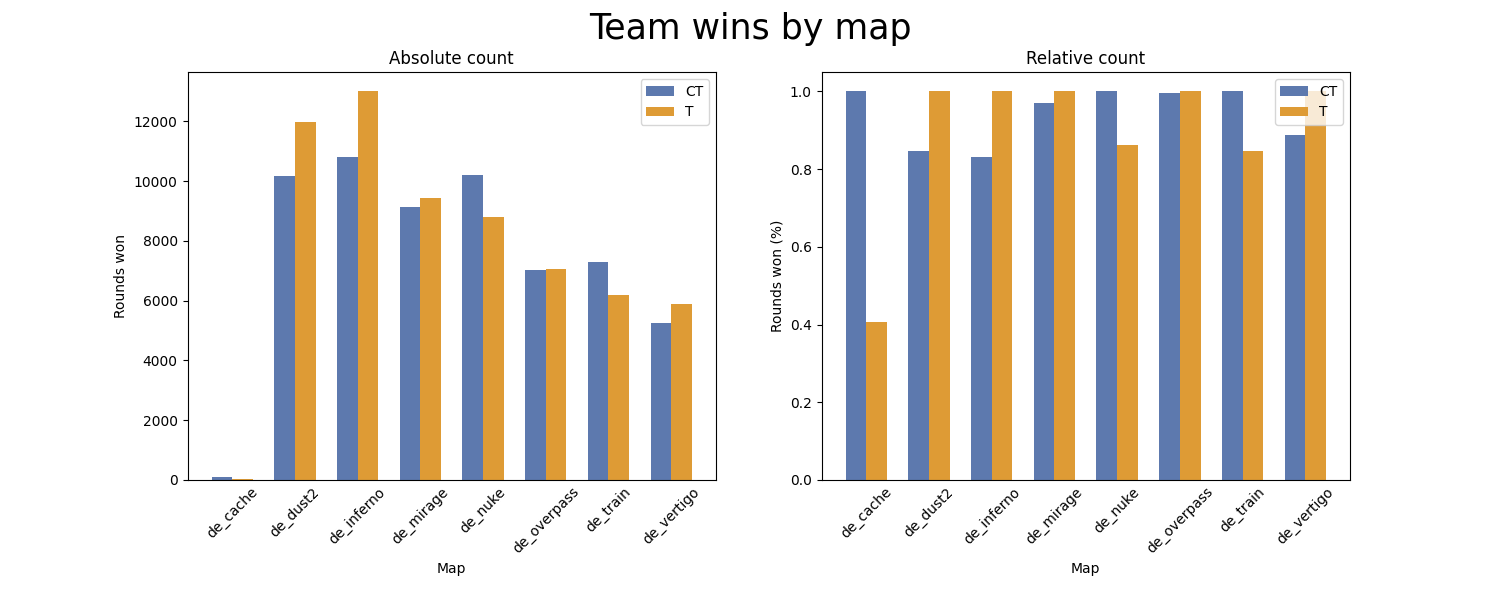 Team wins by map
Absolute count
CT
T
12000
10000
8000
6000
4000
2000
0
Rounds won
de_cache
de_dust2
de_inferno
de_mirage
de_nuke
de_overpass
de_train
de_vertigo
Map
Relative count
CT
T
1.0
0.8
0.6
0.4
0.2
0.0
Rounds won (%)
de_cache
de_dust2
de_inferno
de_mirage
de_nuke
de_overpass
de_train
de_vertigo
Map